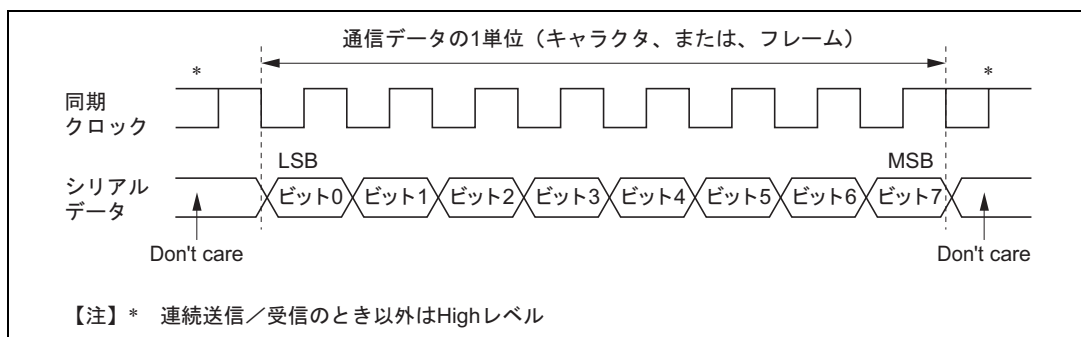 通信データの1単位（キャラクタ、または、フレーム）
* *
同期
クロック
LSB MSB
シリアル
データ
ビット0 ビット1 ビット2 ビット3 ビット4 ビット5 ビット6 ビット7
Don't care Don't care
【注】* 連続送信／受信のとき以外はHighレベル